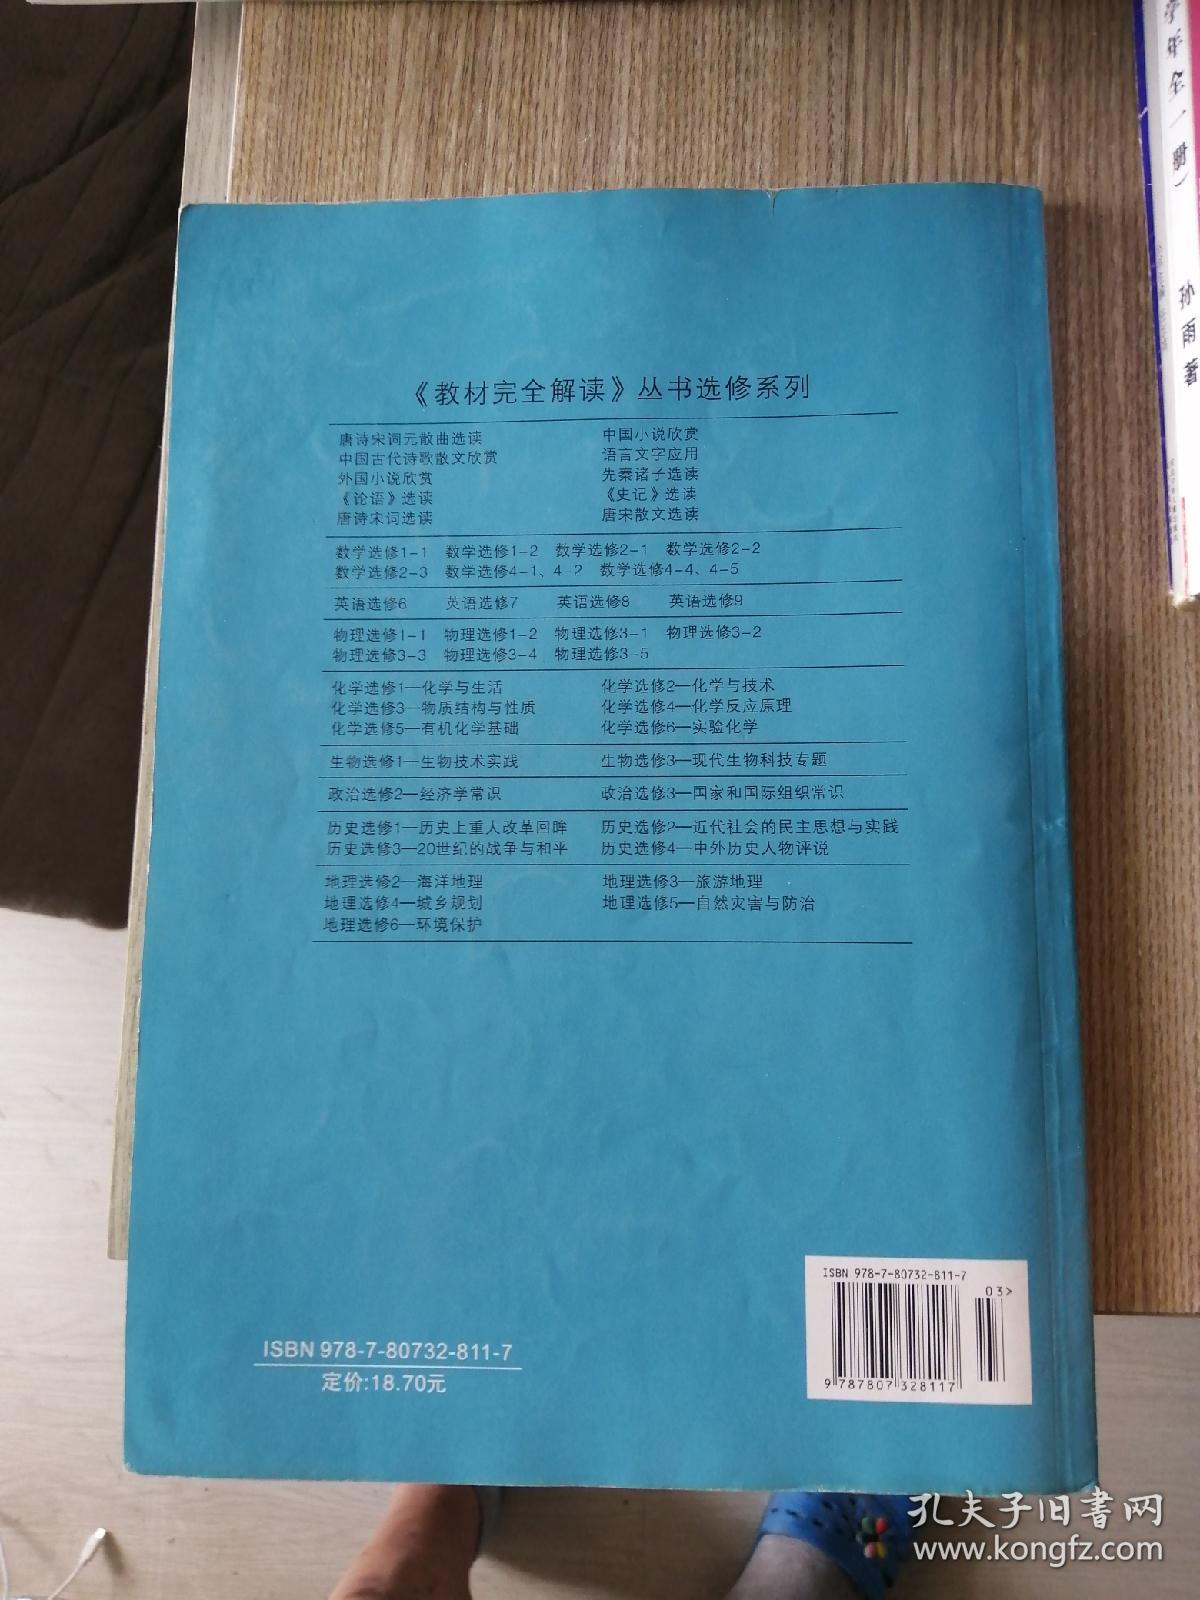 《教材完全解读》丛书选修系列
唐诗宋词元散曲选读 中国小说欣赏
中国古代诗歌散文欣赏 语言文字应用
外国小说欣赏 先秦诸子选读
《论语》选读 《史记》选读
唐诗宋词选读 唐宋散文选读
数学选修1-1 数学选修1-2 数学选修2-1 数学选修2-2
数学选修2-3 数学选修4-1、4-2 数学选修4-4、4-5
英语选修6 英语选修7 英语选修8 英语选修9
物理选修1-1 物理选修1-2 物理选修3-1 物理选修3-2
物理选修3-3 物理选修3-4 物理选修3-5
化学选修1—化学与生活 化学选修2—化学与技术
化学选修3—物质结构与性质 化学选修4—化学反应原理
化学选修5—有机化学基础 化学选修6—实验化学
生物选修1—生物技术实践 生物选修3—现代生物科技专题
政治选修2—经济学常识 政治选修3—国家和国际组织常识
历史选修1—历史上重大改革回眸 历史选修2—近代社会的民主思想与实践
历史选修3—20世纪的战争与和平 历史选修4—中外历史人物评说
地理选修2—海洋地理 地理选修3—旅游地理
地理选修4—城乡规划 地理选修5—自然灾害与防治
地理选修6—环境保护
ISBN 978-7-80732-811-7
03>
9 787807 328117
ISBN 978-7-80732-811-7
定价:18.70元
学年全一册)
孙雨著
孔夫子旧书网
www.kongfz.com